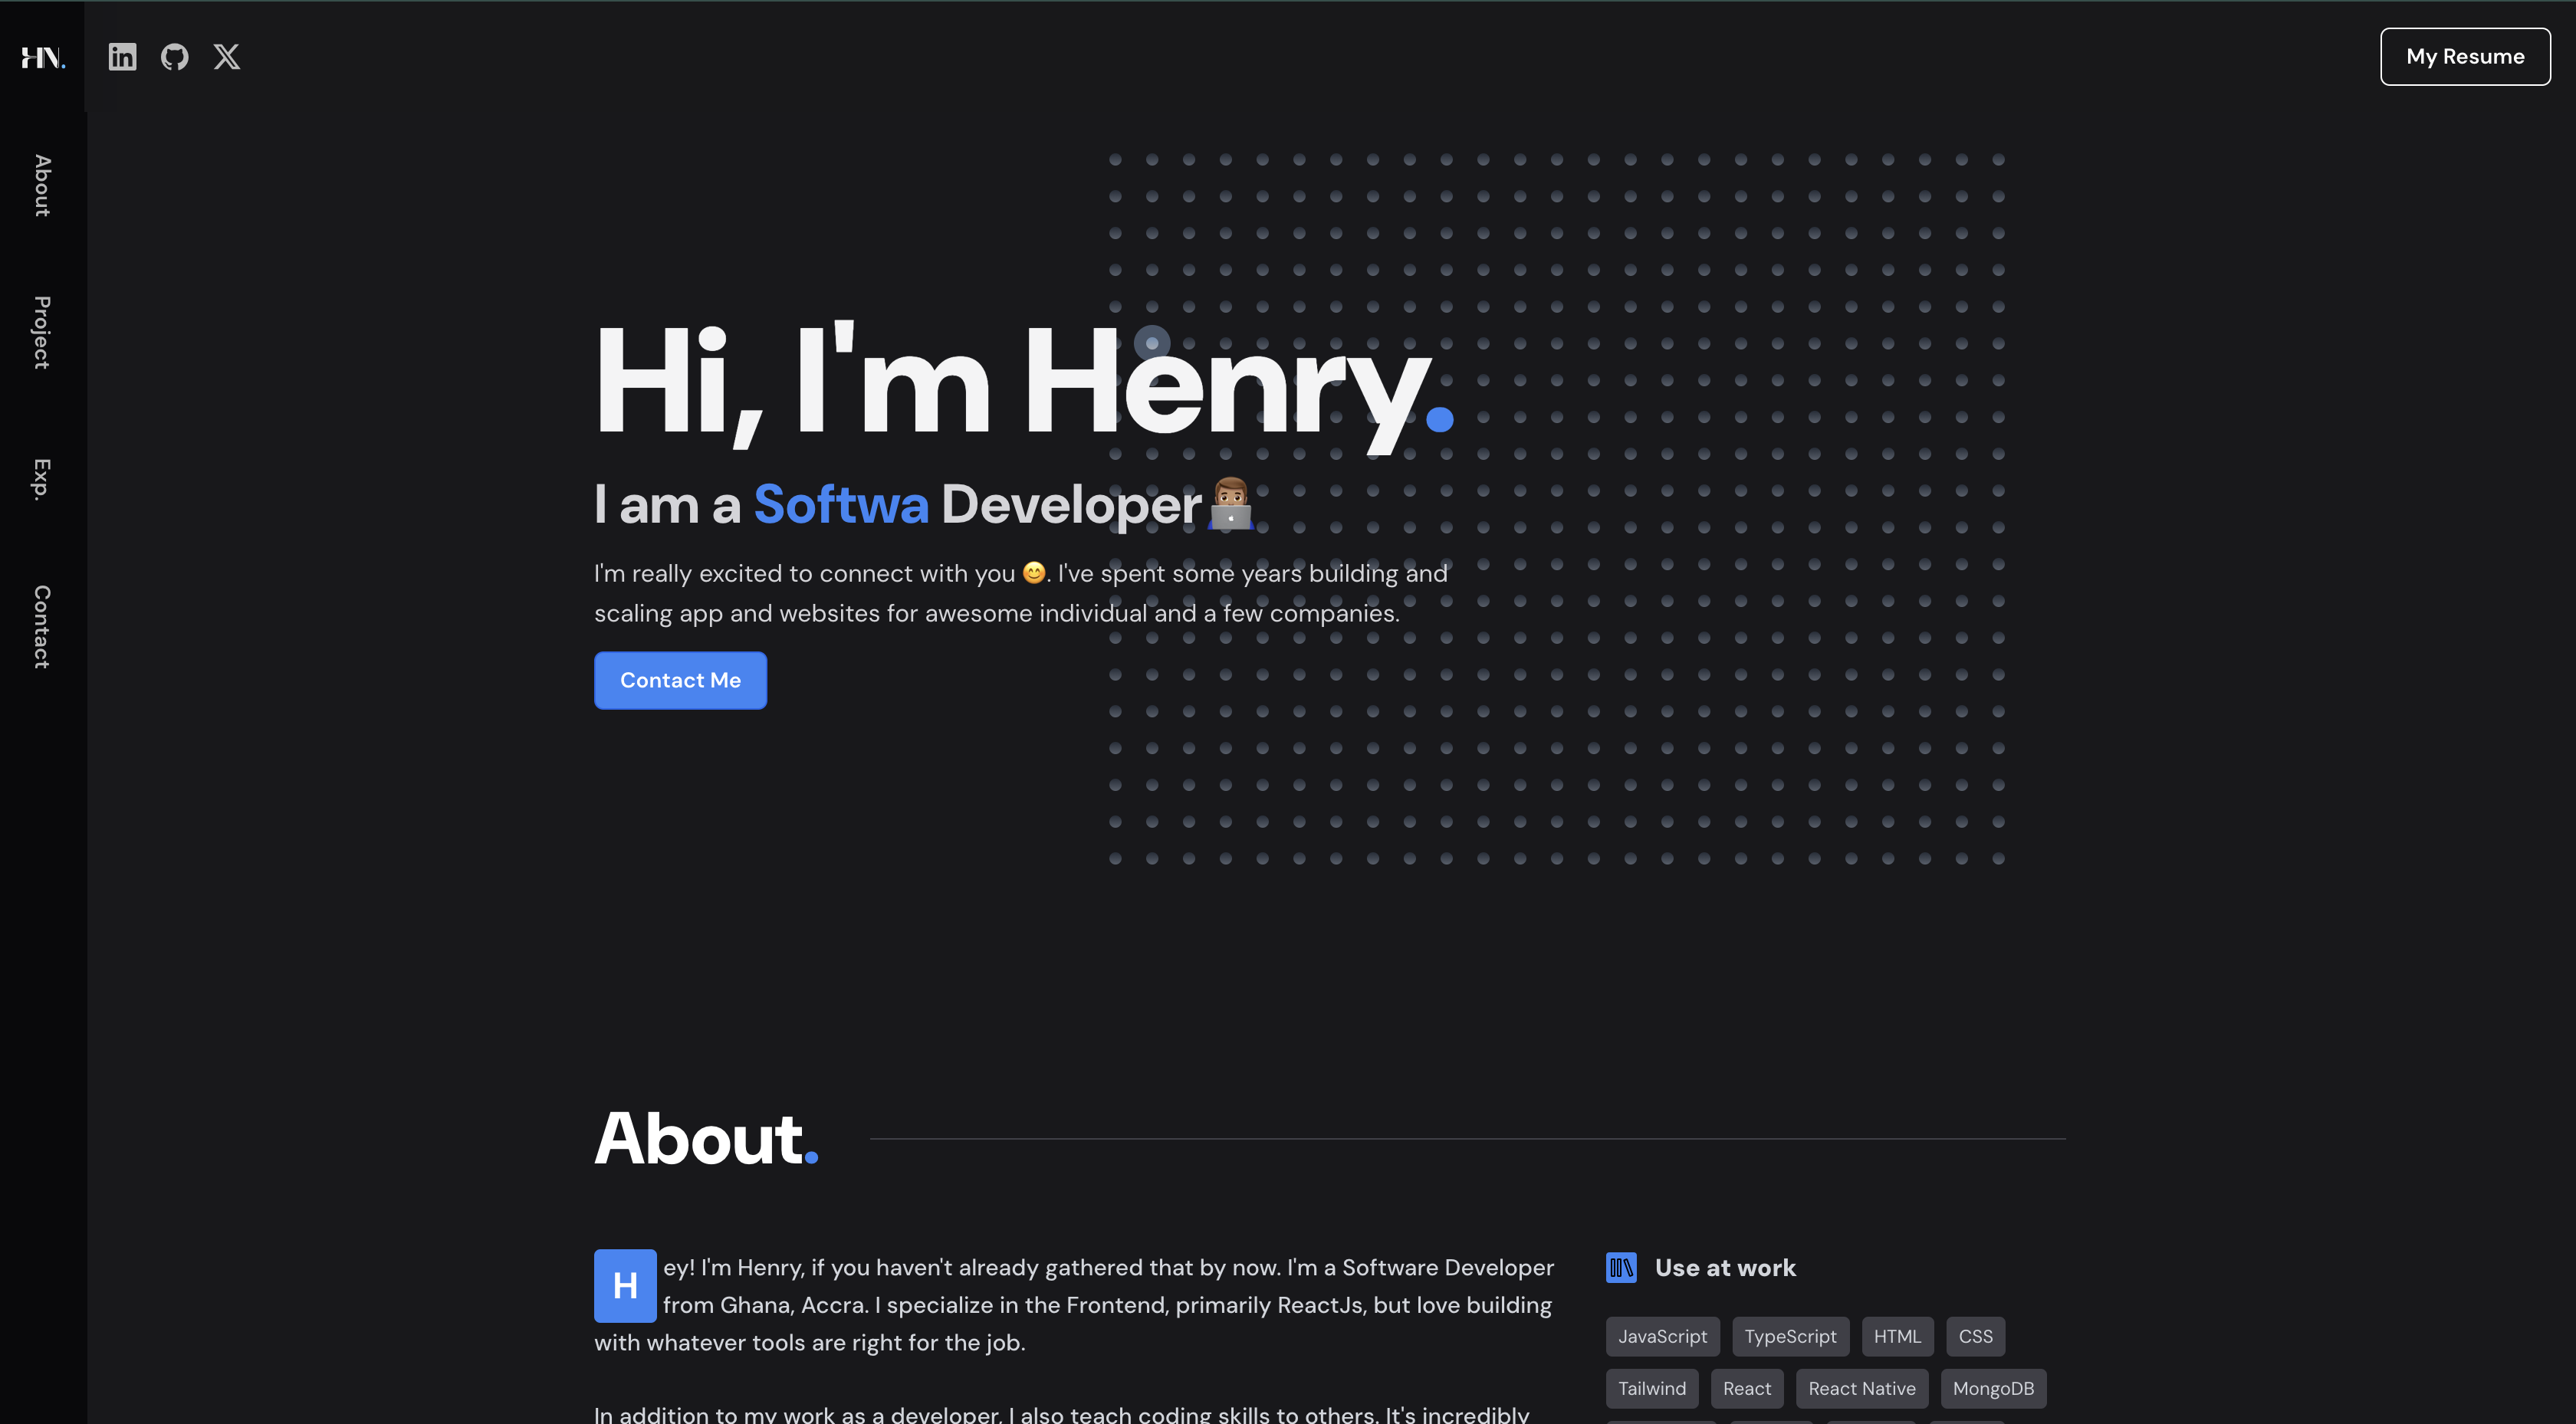 HN.
My Resume
About
Project
Exp.
Contact
Hi, I'm Henry.
I am a Softwa Developer👨🏽‍💻
I'm really excited to connect with you 😊. I've spent some years building and
scaling app and websites for awesome individual and a few companies.
Contact Me
About.
Hey! I'm Henry, if you haven't already gathered that by now. I'm a Software Developer
from Ghana, Accra. I specialize in the Frontend, primarily ReactJs, but love building
with whatever tools are right for the job.
In addition to my work as a developer, I also teach coding skills to others. It's incredibly
Use at work
JavaScript TypeScript HTML CSS
Tailwind React React Native MongoDB